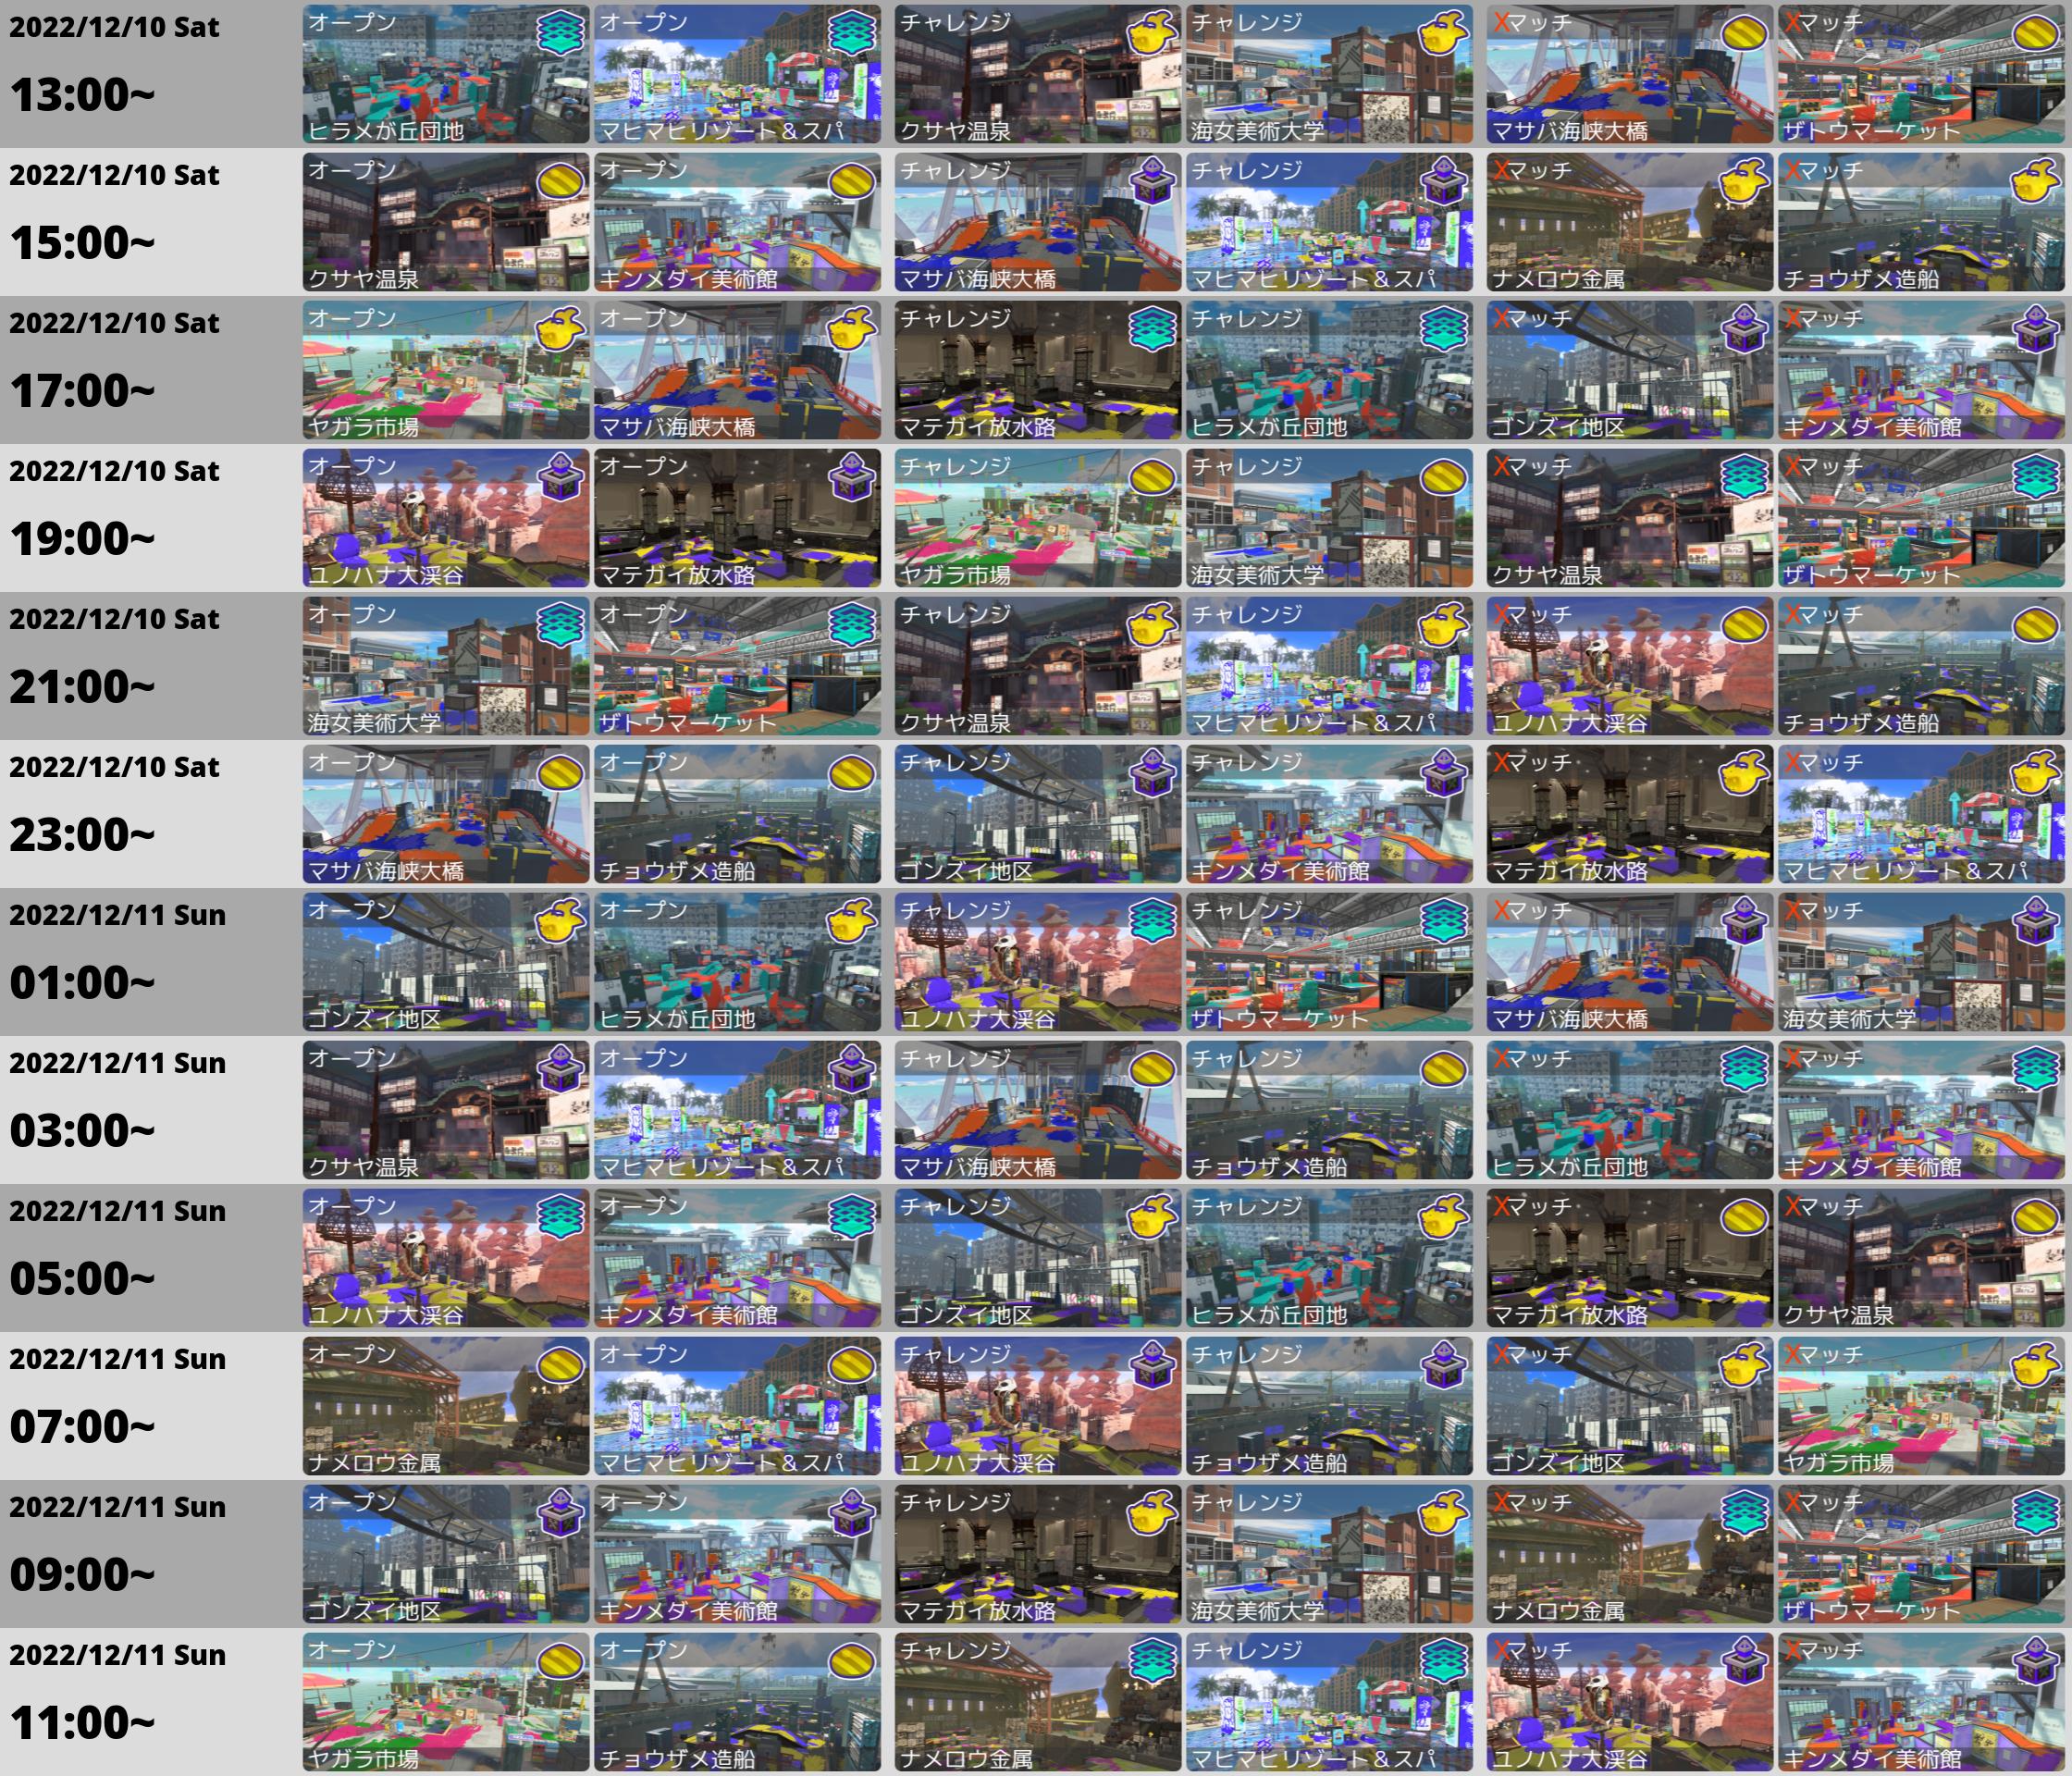 2022/12/10 Sat
13:00~
オープン オープン チャレンジ チャレンジ Xマッチ Xマッチ
ヒラメが丘団地 マヒマヒリゾート＆スパ クサヤ温泉 海女美術大学 マサバ海峡大橋 ザトウマーケット
2022/12/10 Sat
15:00~
オープン オープン チャレンジ チャレンジ Xマッチ Xマッチ
クサヤ温泉 キンメダイ美術館 マサバ海峡大橋 マヒマヒリゾート＆スパ ナメロウ金属 チョウザメ造船
2022/12/10 Sat
17:00~
オープン オープン チャレンジ チャレンジ Xマッチ Xマッチ
ヤガラ市場 マサバ海峡大橋 マテガイ放水路 ヒラメが丘団地 ゴンズイ地区 キンメダイ美術館
2022/12/10 Sat
19:00~
オープン オープン チャレンジ チャレンジ Xマッチ Xマッチ
ユノハナ大渓谷 マテガイ放水路 ヤガラ市場 海女美術大学 クサヤ温泉 ザトウマーケット
2022/12/10 Sat
21:00~
オープン オープン チャレンジ チャレンジ Xマッチ Xマッチ
海女美術大学 ザトウマーケット クサヤ温泉 マヒマヒリゾート＆スパ ユノハナ大渓谷 チョウザメ造船
2022/12/10 Sat
23:00~
オープン オープン チャレンジ チャレンジ Xマッチ Xマッチ
マサバ海峡大橋 チョウザメ造船 ゴンズイ地区 キンメダイ美術館 マテガイ放水路 マヒマヒリゾート＆スパ
2022/12/11 Sun
01:00~
オープン オープン チャレンジ チャレンジ Xマッチ Xマッチ
ゴンズイ地区 ヒラメが丘団地 ユノハナ大渓谷 ザトウマーケット マサバ海峡大橋 海女美術大学
2022/12/11 Sun
03:00~
オープン オープン チャレンジ チャレンジ Xマッチ Xマッチ
クサヤ温泉 マヒマヒリゾート＆スパ マサバ海峡大橋 チョウザメ造船 ヒラメが丘団地 キンメダイ美術館
2022/12/11 Sun
05:00~
オープン オープン チャレンジ チャレンジ Xマッチ Xマッチ
ユノハナ大渓谷 キンメダイ美術館 ゴンズイ地区 ヒラメが丘団地 マテガイ放水路 クサヤ温泉
2022/12/11 Sun
07:00~
オープン オープン チャレンジ チャレンジ Xマッチ Xマッチ
ナメロウ金属 マヒマヒリゾート＆スパ ユノハナ大渓谷 チョウザメ造船 ゴンズイ地区 ヤガラ市場
2022/12/11 Sun
09:00~
オープン オープン チャレンジ チャレンジ Xマッチ Xマッチ
ゴンズイ地区 キンメダイ美術館 マテガイ放水路 海女美術大学 ナメロウ金属 ザトウマーケット
2022/12/11 Sun
11:00~
オープン オープン チャレンジ チャレンジ Xマッチ Xマッチ
ヤガラ市場 チョウザメ造船 ナメロウ金属 マヒマヒリゾート＆スパ ユノハナ大渓谷 キンメダイ美術館